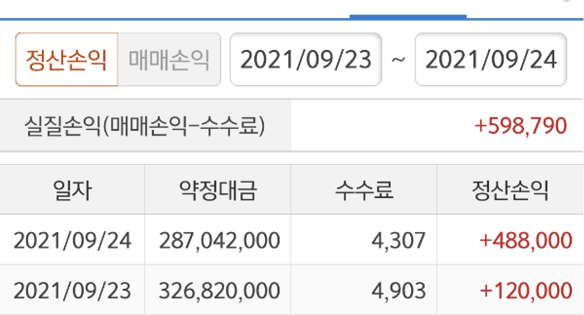 정산손익 매매손익 2021/09/23 ~ 2021/09/24
실질손익(매매손익-수수료) +598,790
일자 약정대금 수수료 정산손익
2021/09/24 287,042,000 4,307 +488,000
2021/09/23 326,820,000 4,903 +120,000